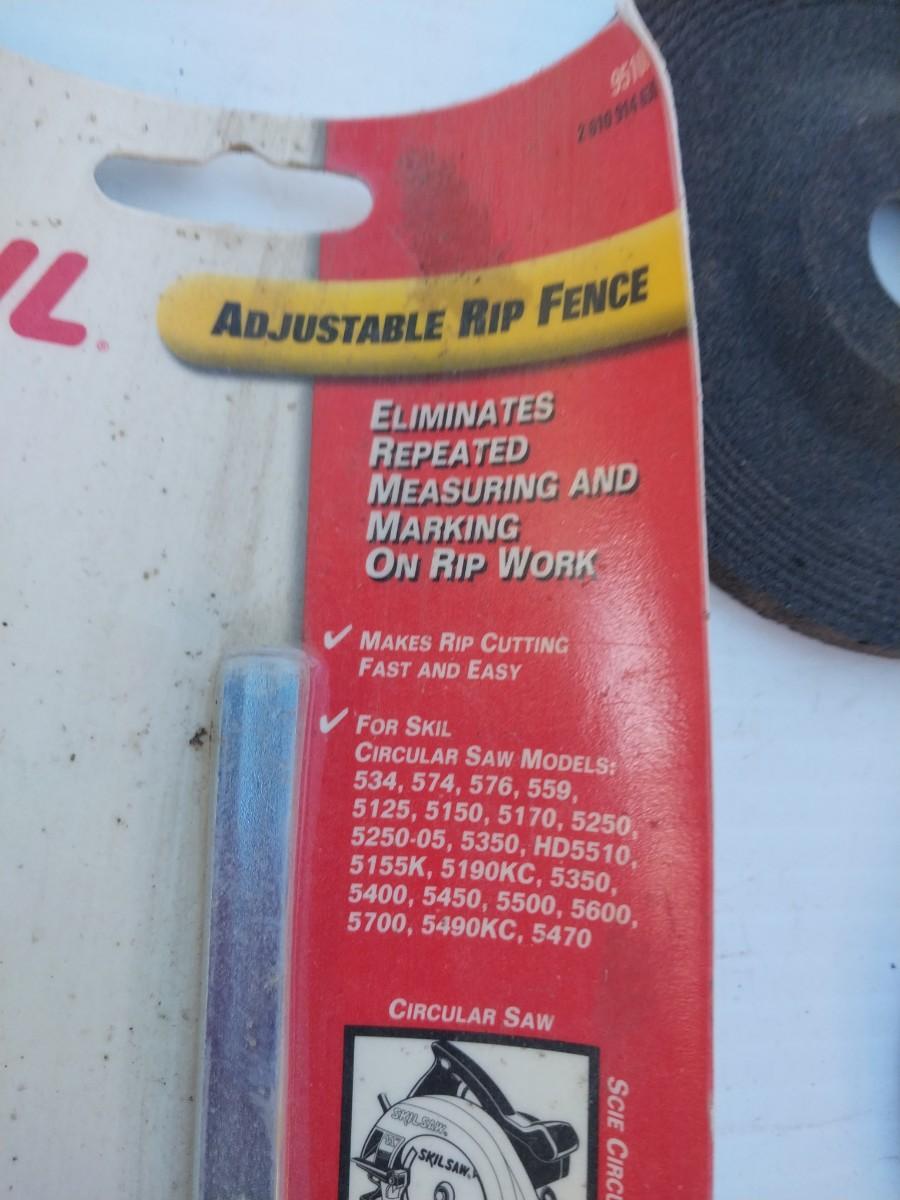 ADJUSTABLE RIP FENCE
ELIMINATES
REPEATED
MEASURING AND
MARKING
ON RIP WORK
✓ MAKES RIP CUTTING
FAST AND EASY
✓ FOR SKIL
CIRCULAR SAW MODELS:
534, 574, 576, 559,
5125, 5150, 5170, 5250,
5250-05, 5350, HD5510,
5155K, 5190KC, 5350,
5400, 5450, 5500, 5600,
5700, 5490KC, 5470
CIRCULAR SAW
SKILSAW.
SKILSAW.
SCIE